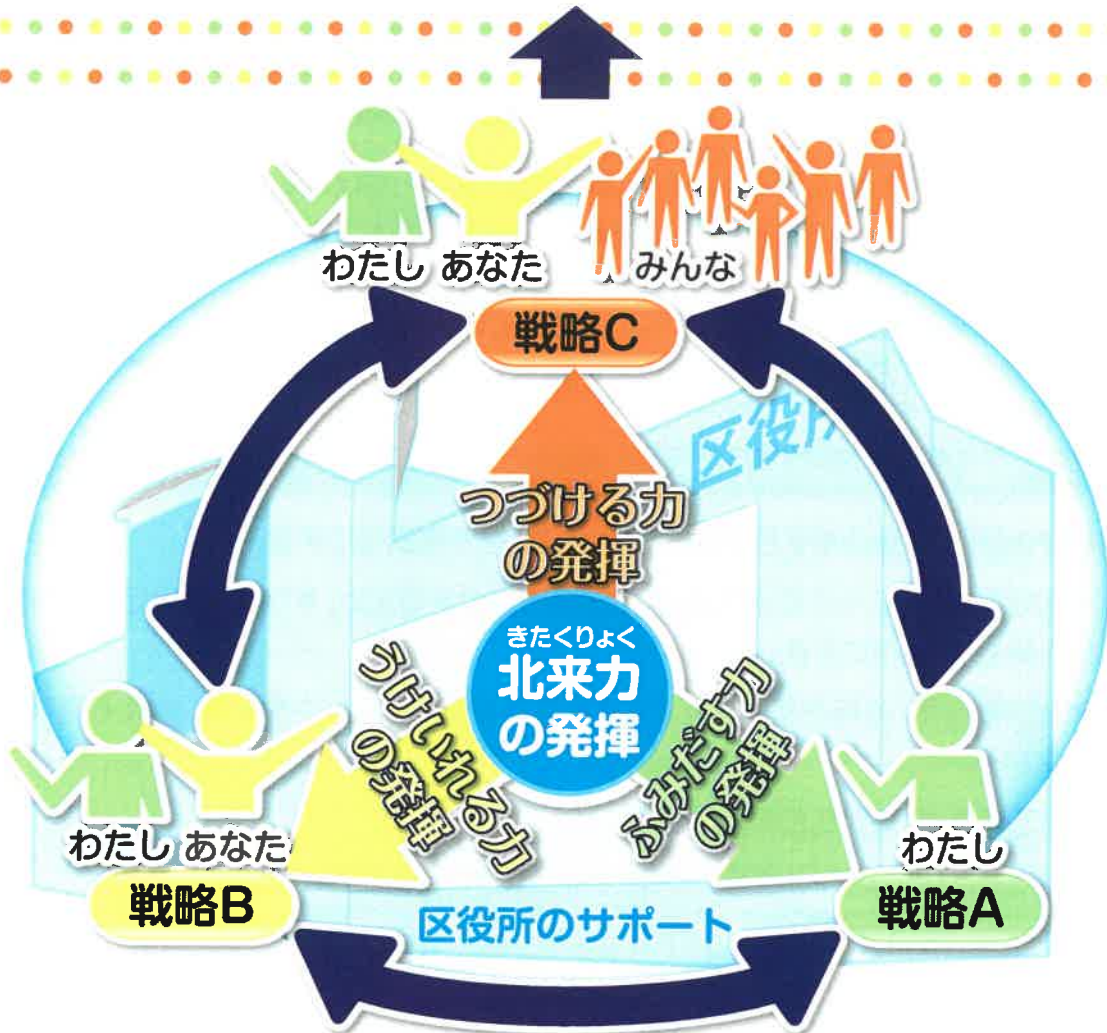 わたし あなた みんな
戦略C
区役所
つづける力
の発揮
きたくりょく
北来力
の発揮
うけいれる力
の発揮
ふみだす力
の発揮
わたし あなた
戦略B
わたし
戦略A
区役所のサポート